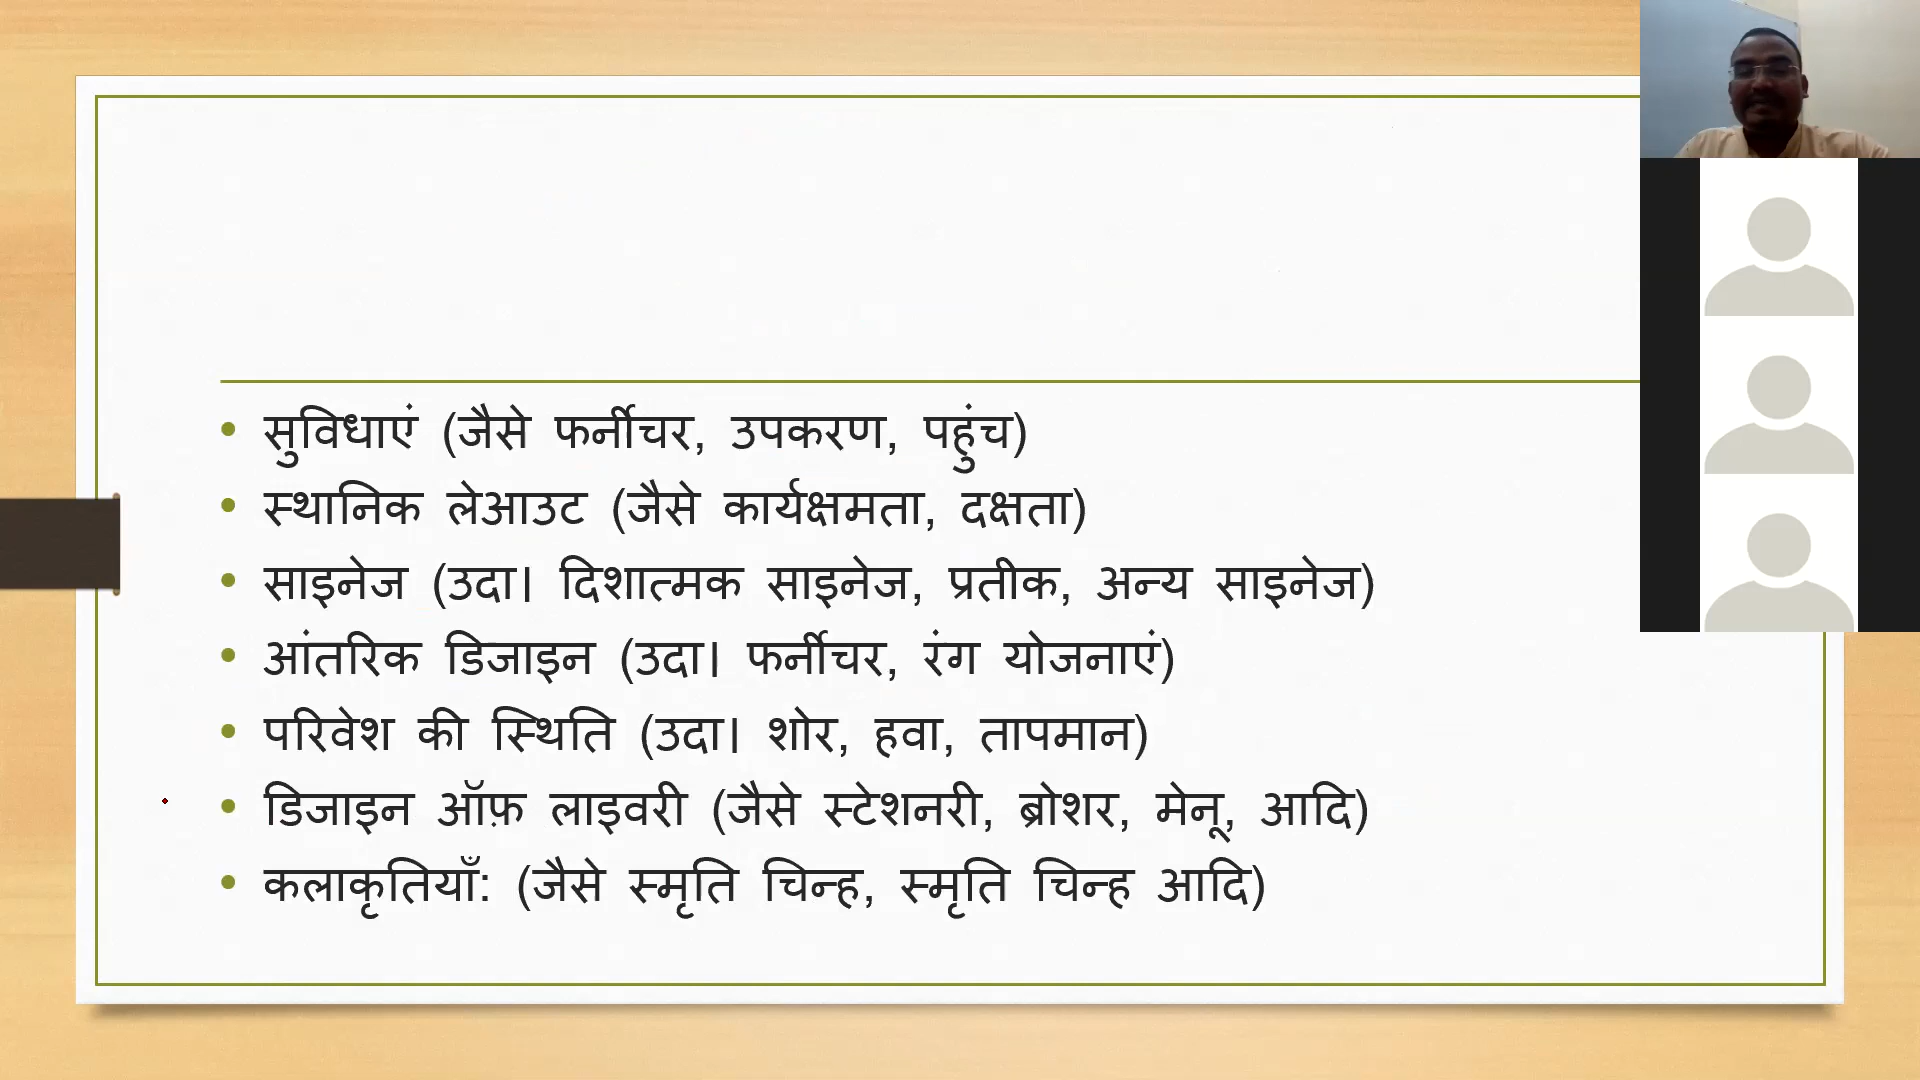 • सुविधाएं (जैसे फर्नीचर, उपकरण, पहुंच)
• स्थानिक लेआउट (जैसे कार्यक्षमता, दक्षता)
• साइनेज (उदा। दिशात्मक साइनेज, प्रतीक, अन्य साइनेज)
• आंतरिक डिजाइन (उदा। फर्नीचर, रंग योजनाएं)
• परिवेश की स्थिति (उदा। शोर, हवा, तापमान)
• डिजाइन ऑफ़ लाइवरी (जैसे स्टेशनरी, ब्रोशर, मेनू, आदि)
• कलाकृतियाँ: (जैसे स्मृति चिन्ह, स्मृति चिन्ह आदि)